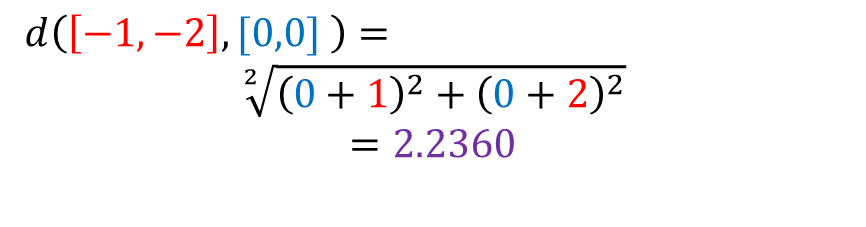 d([−1,−2],[0,0] ) =
²√(0 + 1)² + (0 + 2)²
= 2.2360